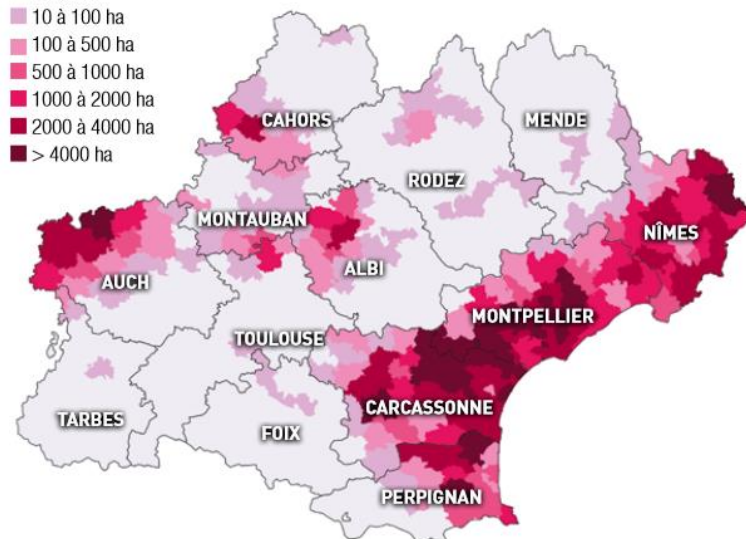 10 à 100 ha
100 à 500 ha
500 à 1000 ha
1000 à 2000 ha
2000 à 4000 ha
> 4000 ha
CAHORS
MENDE
RODEZ
MONTAUBAN
NÎMES
ALBI
AUCH
MONTPELLIER
TOULOUSE
CARCASSONNE
TARBES
FOIX
PERPIGNAN